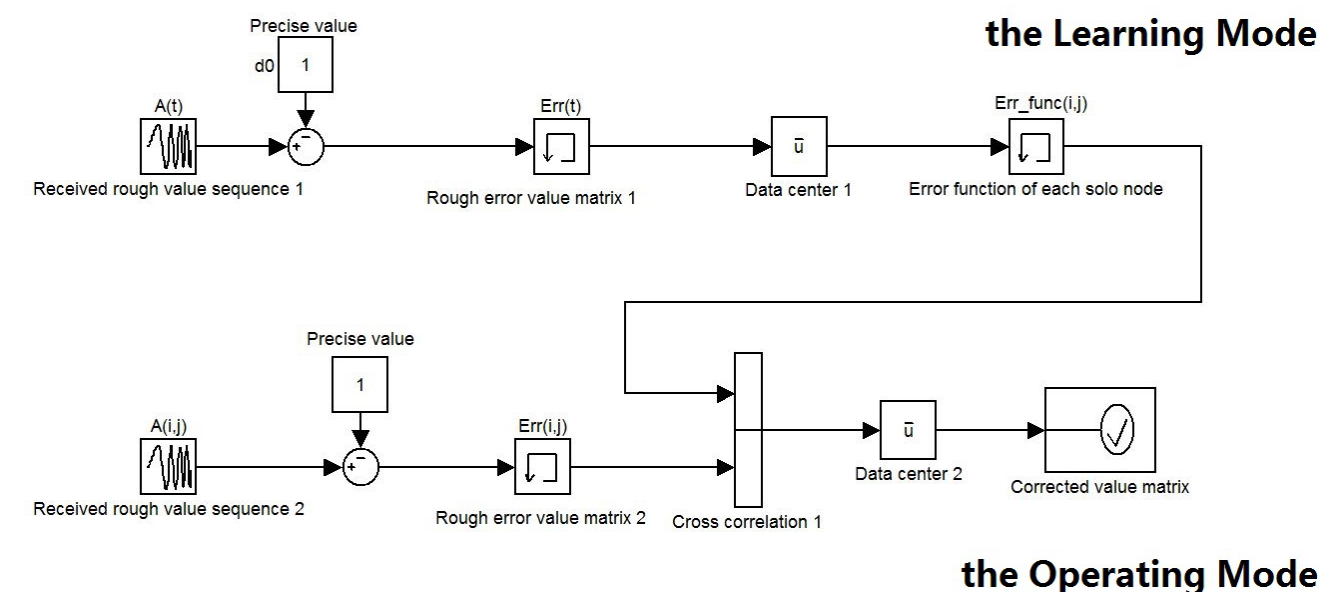 the Learning Mode
Precise value
d0
1
A(t)
Err(t)
Err_func(i,j)
+
−
u̅
Received rough value sequence 1
Rough error value matrix 1
Data center 1
Error function of each solo node
Precise value
1
A(i,j)
Err(i,j)
+
−
u̅
Received rough value sequence 2
Rough error value matrix 2
Cross correlation 1
Data center 2
Corrected value matrix
the Operating Mode